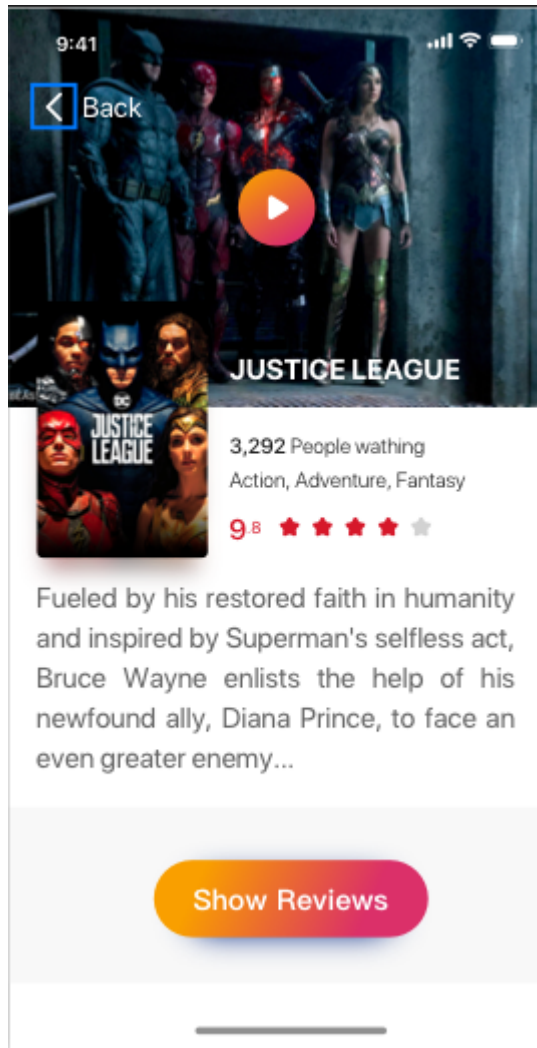 9:41
Back
JUSTICE LEAGUE
DC
JUSTICE
LEAGUE
3,292 People wathing
Action, Adventure, Fantasy
9.8
Fueled by his restored faith in humanity
and inspired by Superman's selfless act,
Bruce Wayne enlists the help of his
newfound ally, Diana Prince, to face an
even greater enemy...
Show Reviews